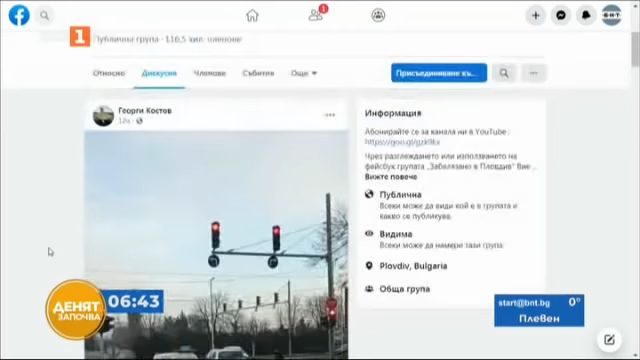 1
Публична група · 116,5 хил. членове
Относно
Дискусия
Членове
Събития
Още
Присъединяване къ...
Георги Костов
12ч.
Информация
Абонирайте се за канала ни в YouTube :
Чрез разглеждането или използването на
фейсбук групата „Забелязано в Пловдив" Вие ...
Вижте повече
Публична
Всеки може да види кой е в групата и
какво се публикува.
Видима
Всеки може да намери тази група.
Plovdiv, Bulgaria
Обща група
ДЕНЯТ
ЗАПОЧВА
06:43
start@bnt.bg
0°
Плевен